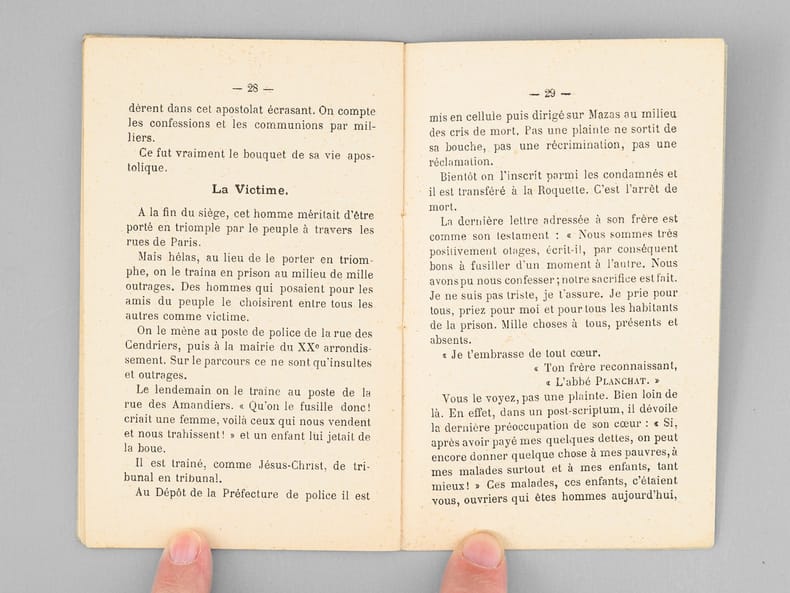 — 28 —
dèrent dans cet apostolat écrasant. On compte
les confessions et les communions par mil-
liers.
Ce fut vraiment le bouquet de sa vie apos-
tolique.
La Victime.
A la fin du siège, cet homme méritait d'être
porté en triomple par le peuple à travers les
rues de Paris.
Mais hélas, au lieu de le porter en triom-
phe, on le traîna en prison au milieu de mille
outrages. Des hommes qui posaient pour les
amis du peuple le choisirent entre tous les
autres comme victime.
On le mène au poste de police de la rue des
Cendriers, puis à la mairie du XXe arrondis-
sement. Sur le parcours ce ne sont qu'insultes
et outrages.
Le lendemain on le traine au poste de la
rue des Amandiers. « Qu'on le fusille donc!
criait une femme, voilà ceux qui nous vendent
et nous trahissent! » et un enfant lui jetait de
la boue.
Il est traîné, comme Jésus-Christ, de tri-
bunal en tribunal.
Au Dépôt de la Préfecture de police il est
— 29 —
mis en cellule puis dirigé sur Mazas au milieu
des cris de mort. Pas une plainte ne sortit de
sa bouche, pas une récrimination, pas une
réclamation.
Bientôt on l'inscrit parmi les condamnés et
il est transféré à la Roquette. C'est l'arrêt de
mort.
La dernière lettre adressée à son frère est
comme son testament : « Nous sommes très
positivement otages, écrit-il, par conséquent
bons à fusiller d'un moment à l'autre. Nous
avons pu nous confesser ; notre sacrifice est fait.
Je ne suis pas triste, je t'assure. Je prie pour
tous, priez pour moi et pour tous les habitants
de la prison. Mille choses à tous, présents et
absents.
« Je t'embrasse de tout cœur.
« Ton frère reconnaissant,
« L'abbé PLANCHAT. »
Vous le voyez, pas une plainte. Bien loin de
là. En effet, dans un post-scriptum, il dévoile
la dernière préoccupation de son cœur : « Si,
après avoir payé mes quelques dettes, on peut
encore donner quelque chose à mes pauvres, à
mes malades surtout et à mes enfants, tant
mieux! » Ces malades, ces enfants, c'étaient
vous, ouvriers qui êtes hommes aujourd'hui,